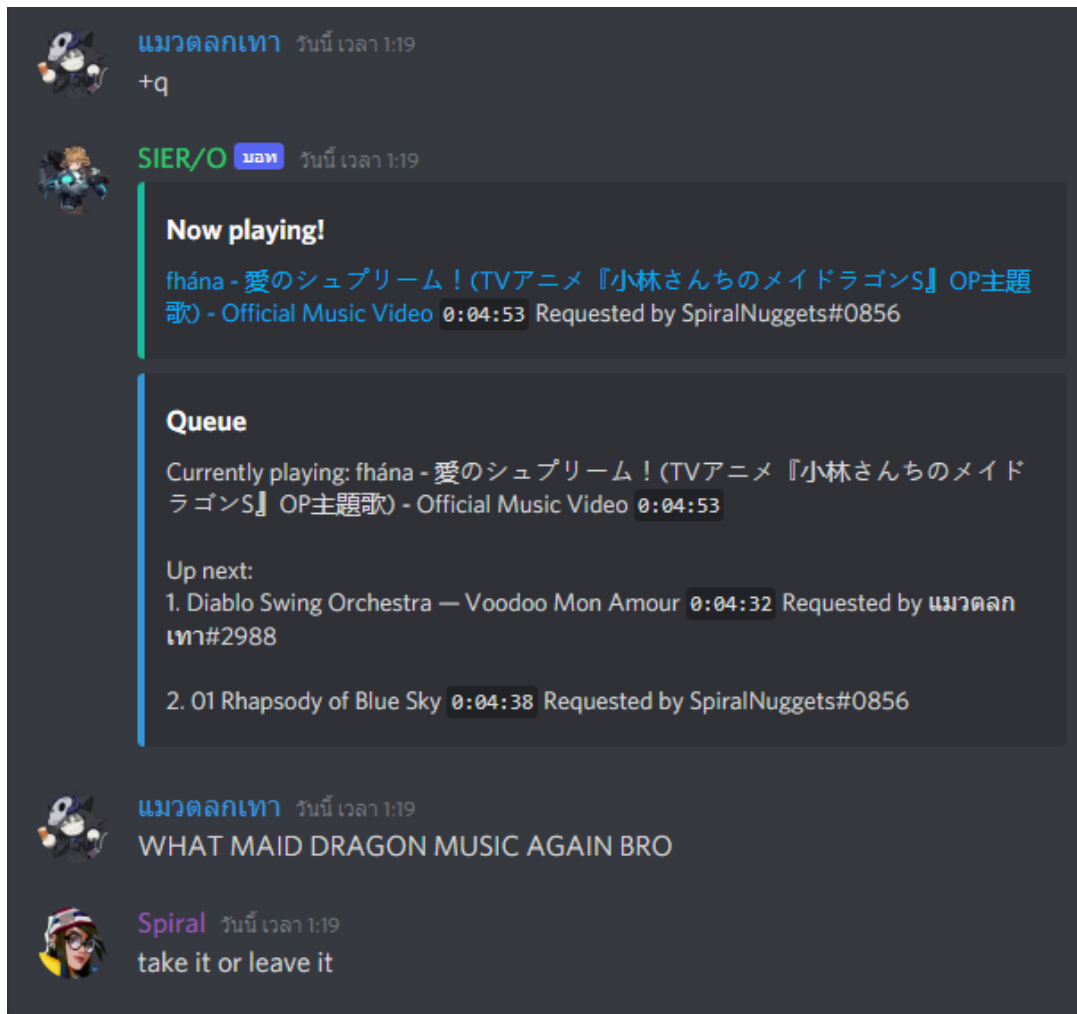 แมวตลกเทา วันนี้ เวลา 1:19
+q
SIER/O บอท วันนี้ เวลา 1:19
Now playing!
fhána - 愛のシュプリーム！(TVアニメ『小林さんちのメイドラゴンS』OP主題
歌) - Official Music Video 0:04:53 Requested by SpiralNuggets#0856
Queue
Currently playing: fhána - 愛のシュプリーム！(TVアニメ『小林さんちのメイド
ラゴンS』OP主題歌) - Official Music Video 0:04:53
Up next:
1. Diablo Swing Orchestra — Voodoo Mon Amour 0:04:32 Requested by แมวตลก
เทา#2988
2. 01 Rhapsody of Blue Sky 0:04:38 Requested by SpiralNuggets#0856
แมวตลกเทา วันนี้ เวลา 1:19
WHAT MAID DRAGON MUSIC AGAIN BRO
Spiral วันนี้ เวลา 1:19
take it or leave it